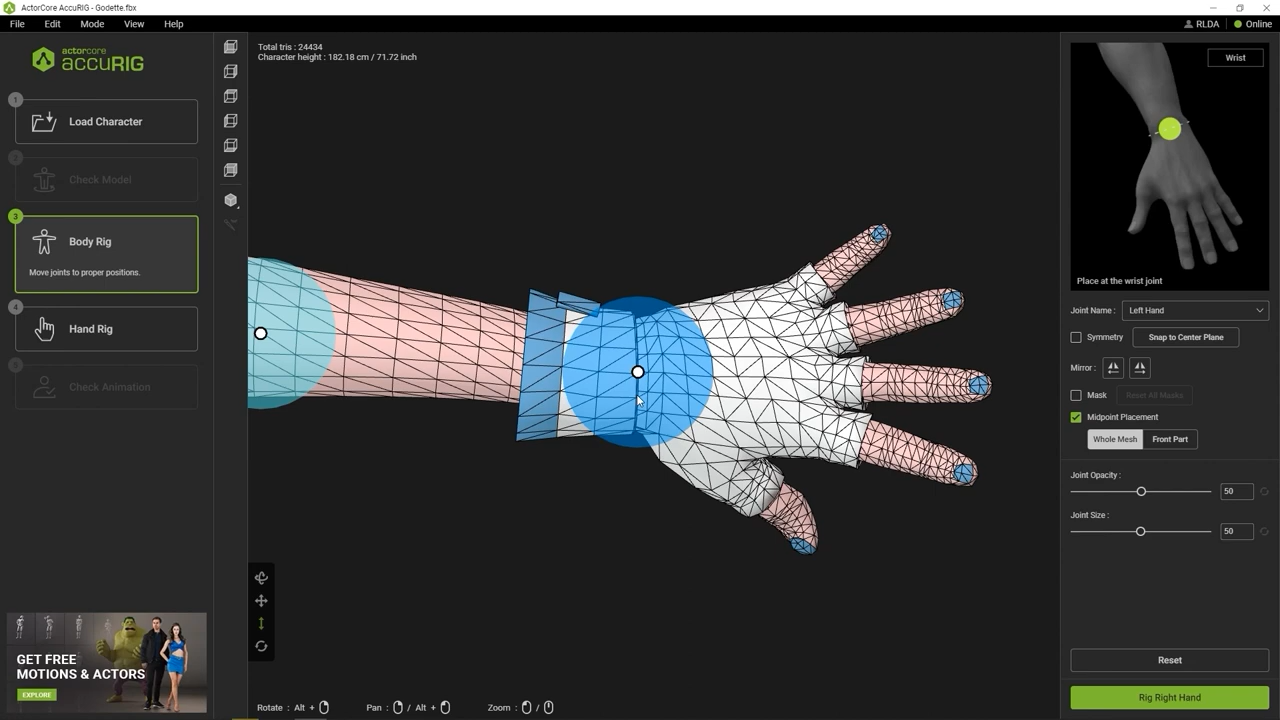 ActorCore AccuRIG - Godette.fbx
File Edit Mode View Help
RLDA Online
actorcore
accuRIG
Total tris : 24434
Character height : 182.18 cm / 71.72 inch
1
Load Character
2
Check Model
3
Body Rig
Move joints to proper positions.
4
Hand Rig
5
Check Animation
GET FREE
MOTIONS & ACTORS
EXPLORE
Rotate : Alt + Pan : / Alt + Zoom : /
Wrist
Place at the wrist joint
Joint Name : Left Hand
Symmetry Snap to Center Plane
Mirror :
Mask Reset All Masks
Midpoint Placement
Whole Mesh Front Part
Joint Opacity :
50
Joint Size :
50
Reset
Rig Right Hand